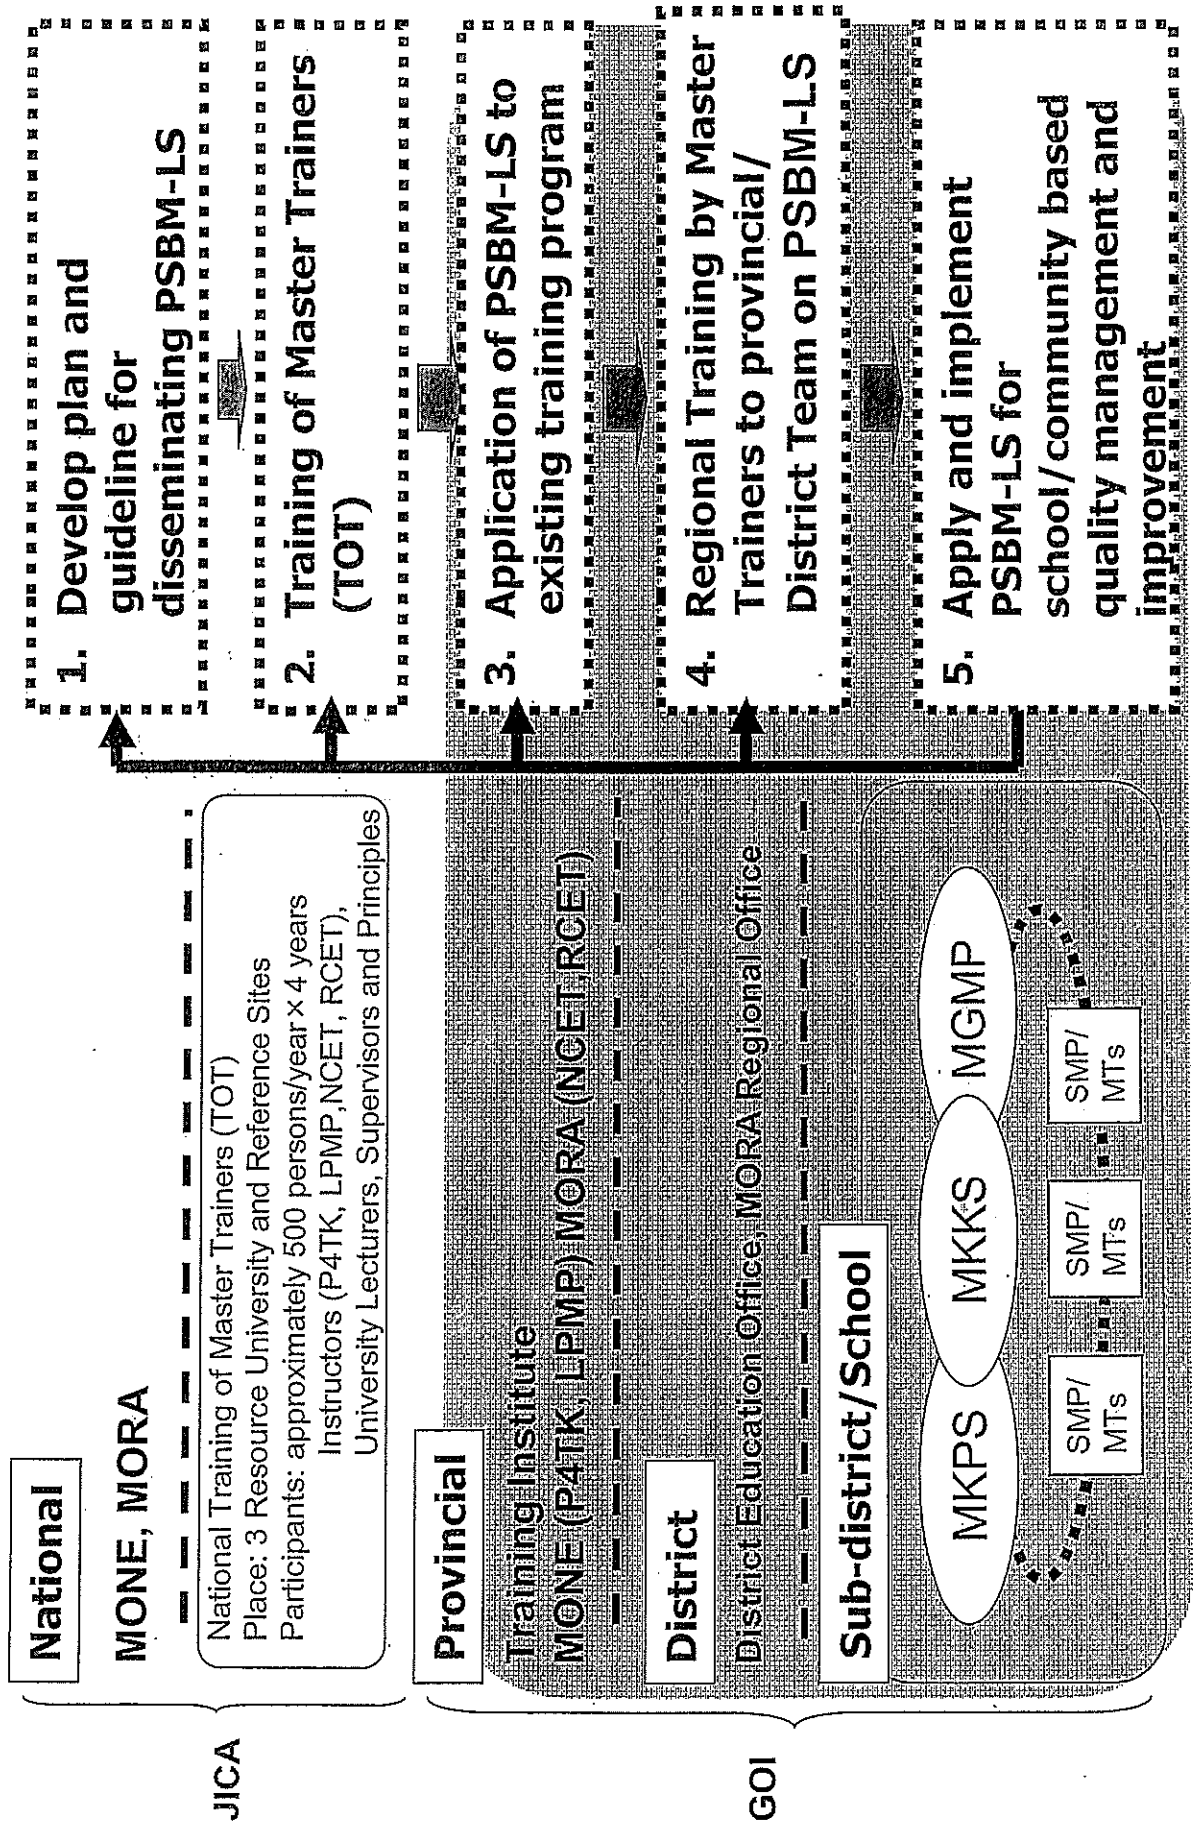 JICA
National
MONE, MORA
National Training of Master Trainers (TOT)
Place: 3 Resource University and Reference Sites
Participants: approximately 500 persons/year × 4 years
Instructors (P4TK, LPMP,NCET, RCET),
University Lecturers, Supervisors and Principles
GOI
Provincial
Training Institute
MONE (P4TK, LPMP) MORA (NCET,RCET)
District
District Education Office, MORA Regional Office
Sub-district/School
MKPS
MKKS
MGMP
SMP/
MTs
SMP/
MTs
SMP/
MTs
1. Develop plan and
guideline for
disseminating PSBM-LS
2. Training of Master Trainers
(TOT)
3. Application of PSBM-LS to
existing training program
4. Regional Training by Master
Trainers to provincial/
District Team on PSBM-LS
5. Apply and implement
PSBM-LS for
school/community based
quality management and
improvement